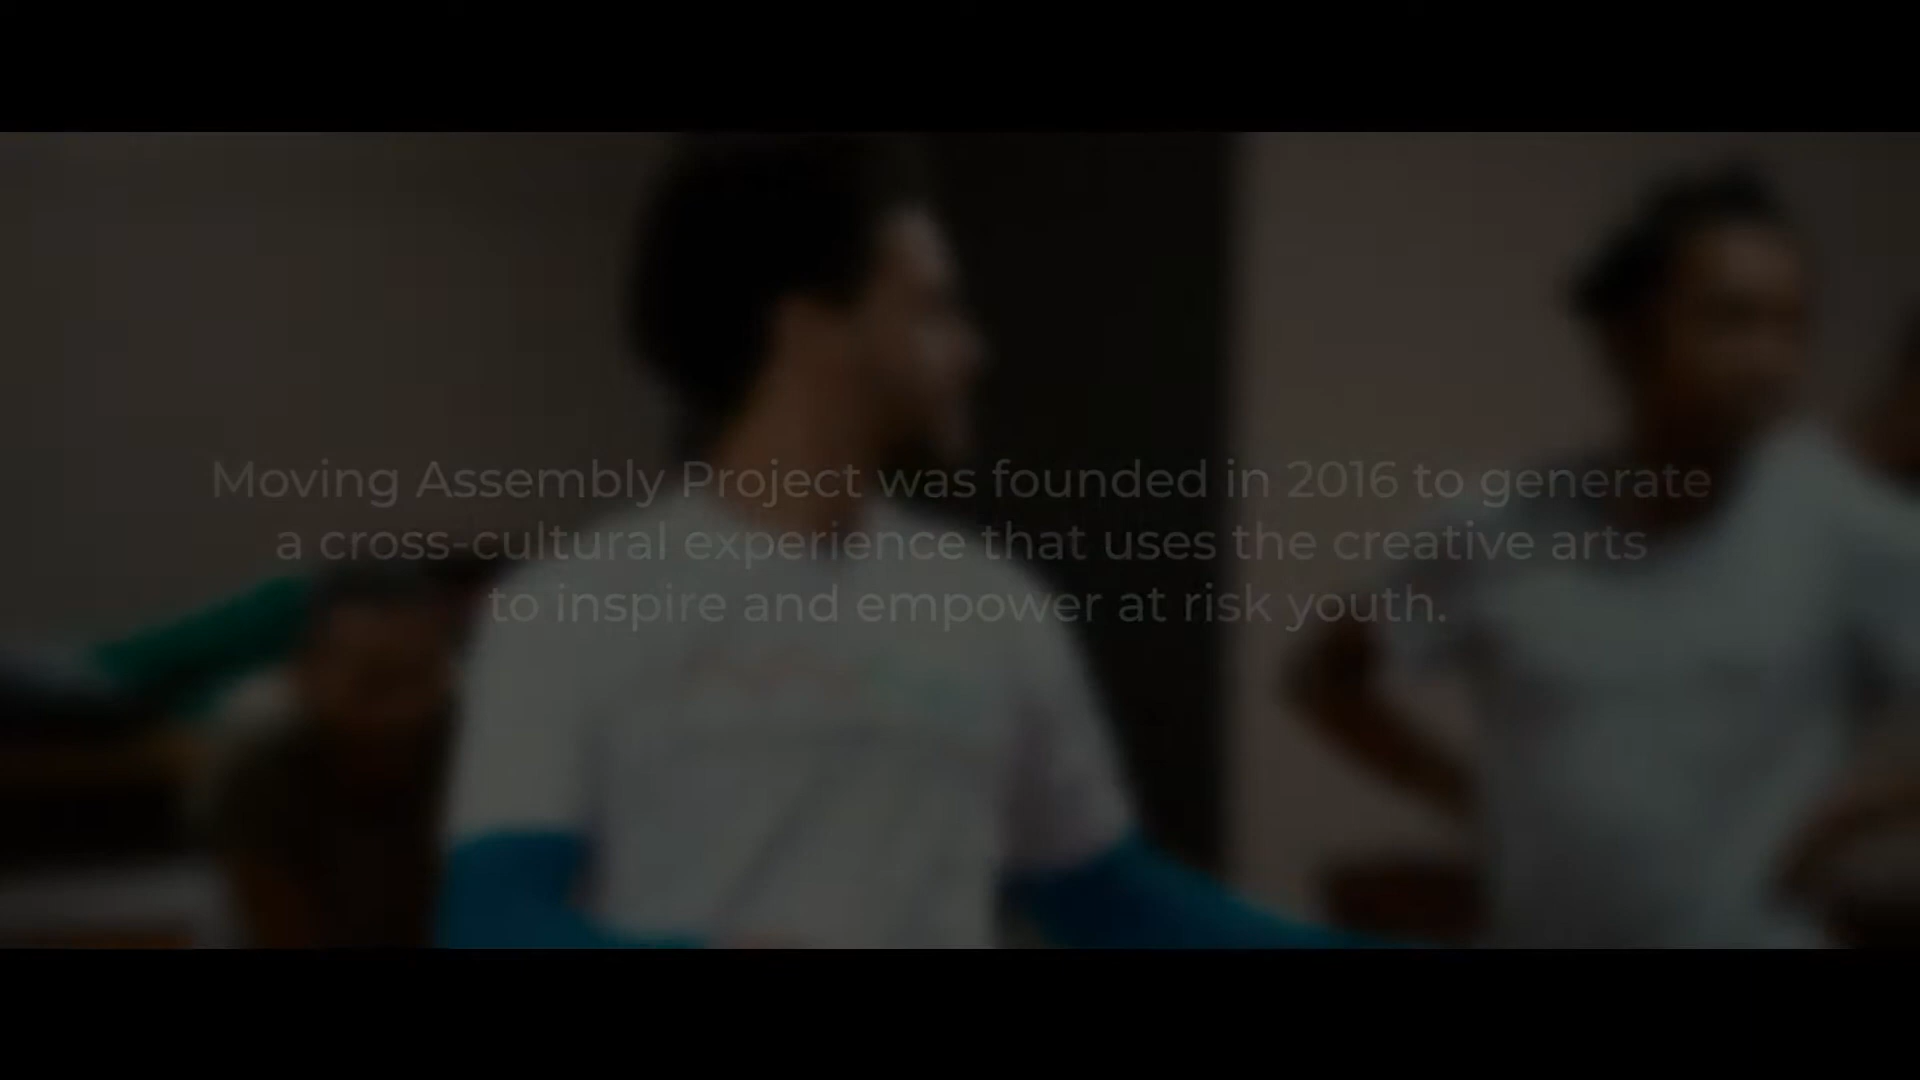 Moving Assembly Project was founded in 2016 to generate
a cross-cultural experience that uses the creative arts
to inspire and empower at risk youth.